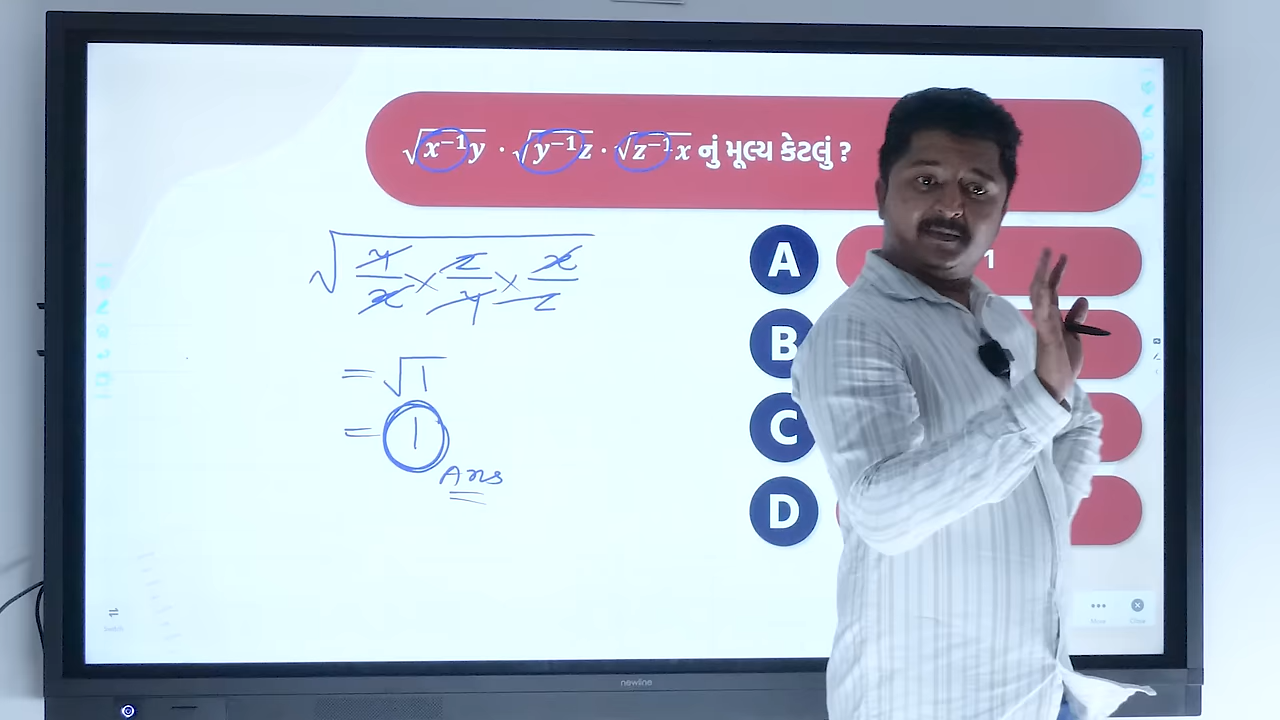 √x⁻¹y · √y⁻¹z · √z⁻¹x નું મૂલ્ય કેટલું ?
√(y/x × z/y × x/z)
= √1
= 1
Ans
A 1
B
C
D
newline